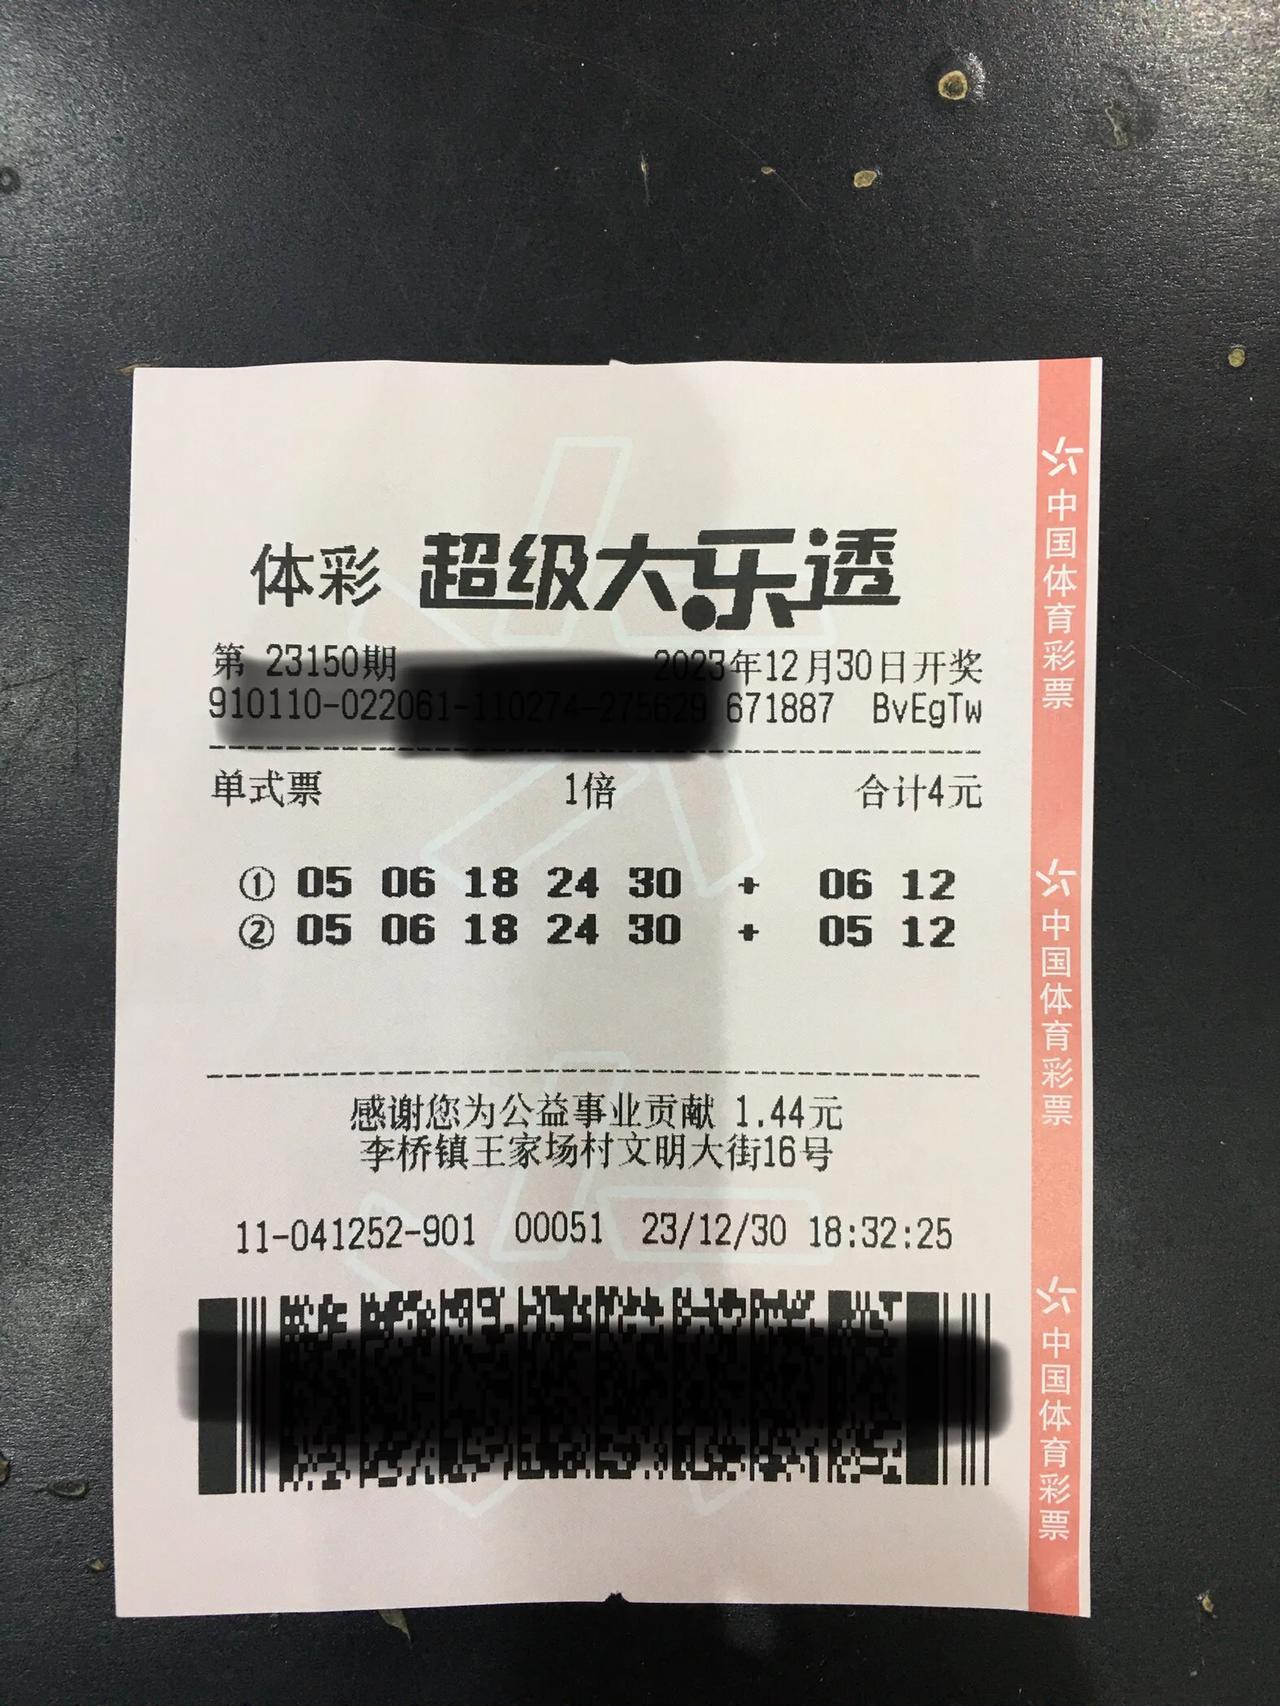 体彩 超级大乐透
第 23150期 2023年12月30日开奖
910110-022061-110274-275629 671887 BvEgTw
单式票 1倍 合计4元
① 05 06 18 24 30 + 06 12
② 05 06 18 24 30 + 05 12
感谢您为公益事业贡献 1.44元
李桥镇王家场村文明大街16号
11-041252-901 00051 23/12/30 18:32:25
中国体育彩票
中国体育彩票
中国体育彩票